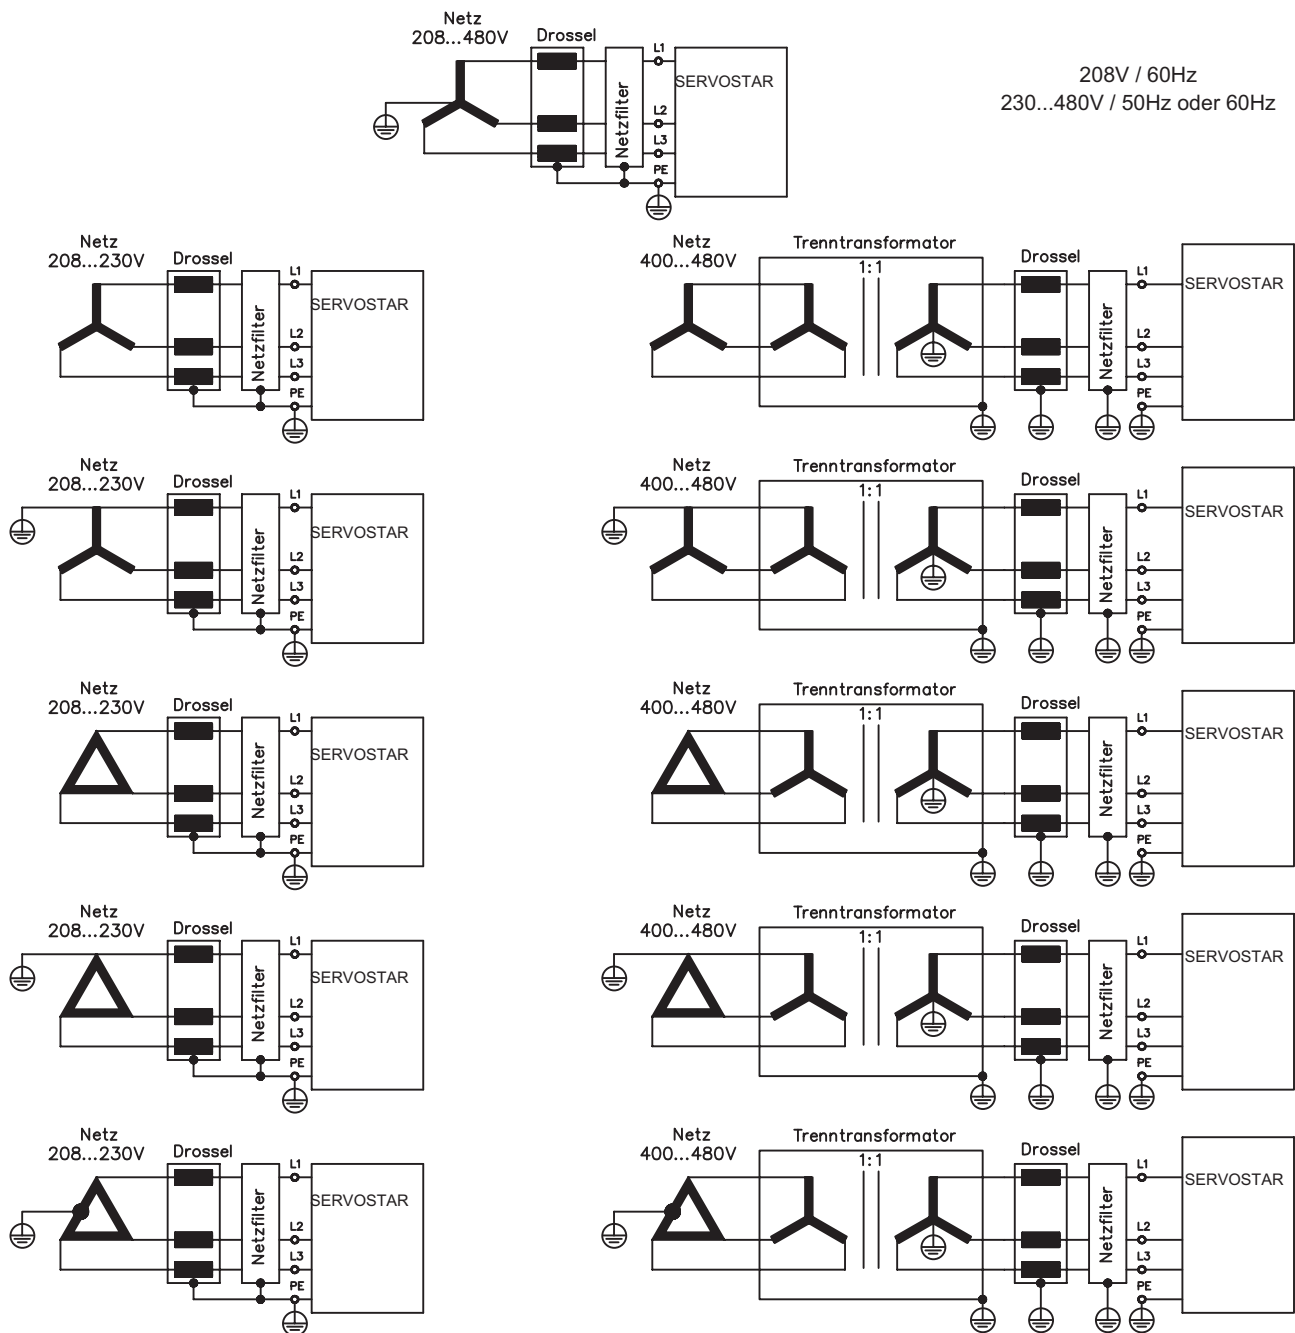 Netz
208...480V
Drossel
Netzfilter
L1
L2
L3
PE
SERVOSTAR
208V / 60Hz
230...480V / 50Hz oder 60Hz
Netz
208...230V
Drossel
Netzfilter
L1
L2
L3
PE
SERVOSTAR
Netz
400...480V
Trenntransformator
1:1
Drossel
Netzfilter
L1
L2
L3
PE
SERVOSTAR
Netz
208...230V
Drossel
Netzfilter
L1
L2
L3
PE
SERVOSTAR
Netz
400...480V
Trenntransformator
1:1
Drossel
Netzfilter
L1
L2
L3
PE
SERVOSTAR
Netz
208...230V
Drossel
Netzfilter
L1
L2
L3
PE
SERVOSTAR
Netz
400...480V
Trenntransformator
1:1
Drossel
Netzfilter
L1
L2
L3
PE
SERVOSTAR
Netz
208...230V
Drossel
Netzfilter
L1
L2
L3
PE
SERVOSTAR
Netz
400...480V
Trenntransformator
1:1
Drossel
Netzfilter
L1
L2
L3
PE
SERVOSTAR
Netz
208...230V
Drossel
Netzfilter
L1
L2
L3
PE
SERVOSTAR
Netz
400...480V
Trenntransformator
1:1
Drossel
Netzfilter
L1
L2
L3
PE
SERVOSTAR